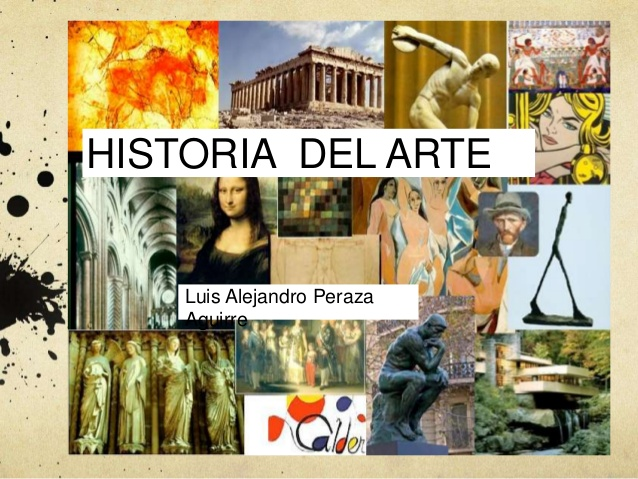 HISTORIA DEL ARTE
Luis Alejandro Peraza
Aguirre
Calder